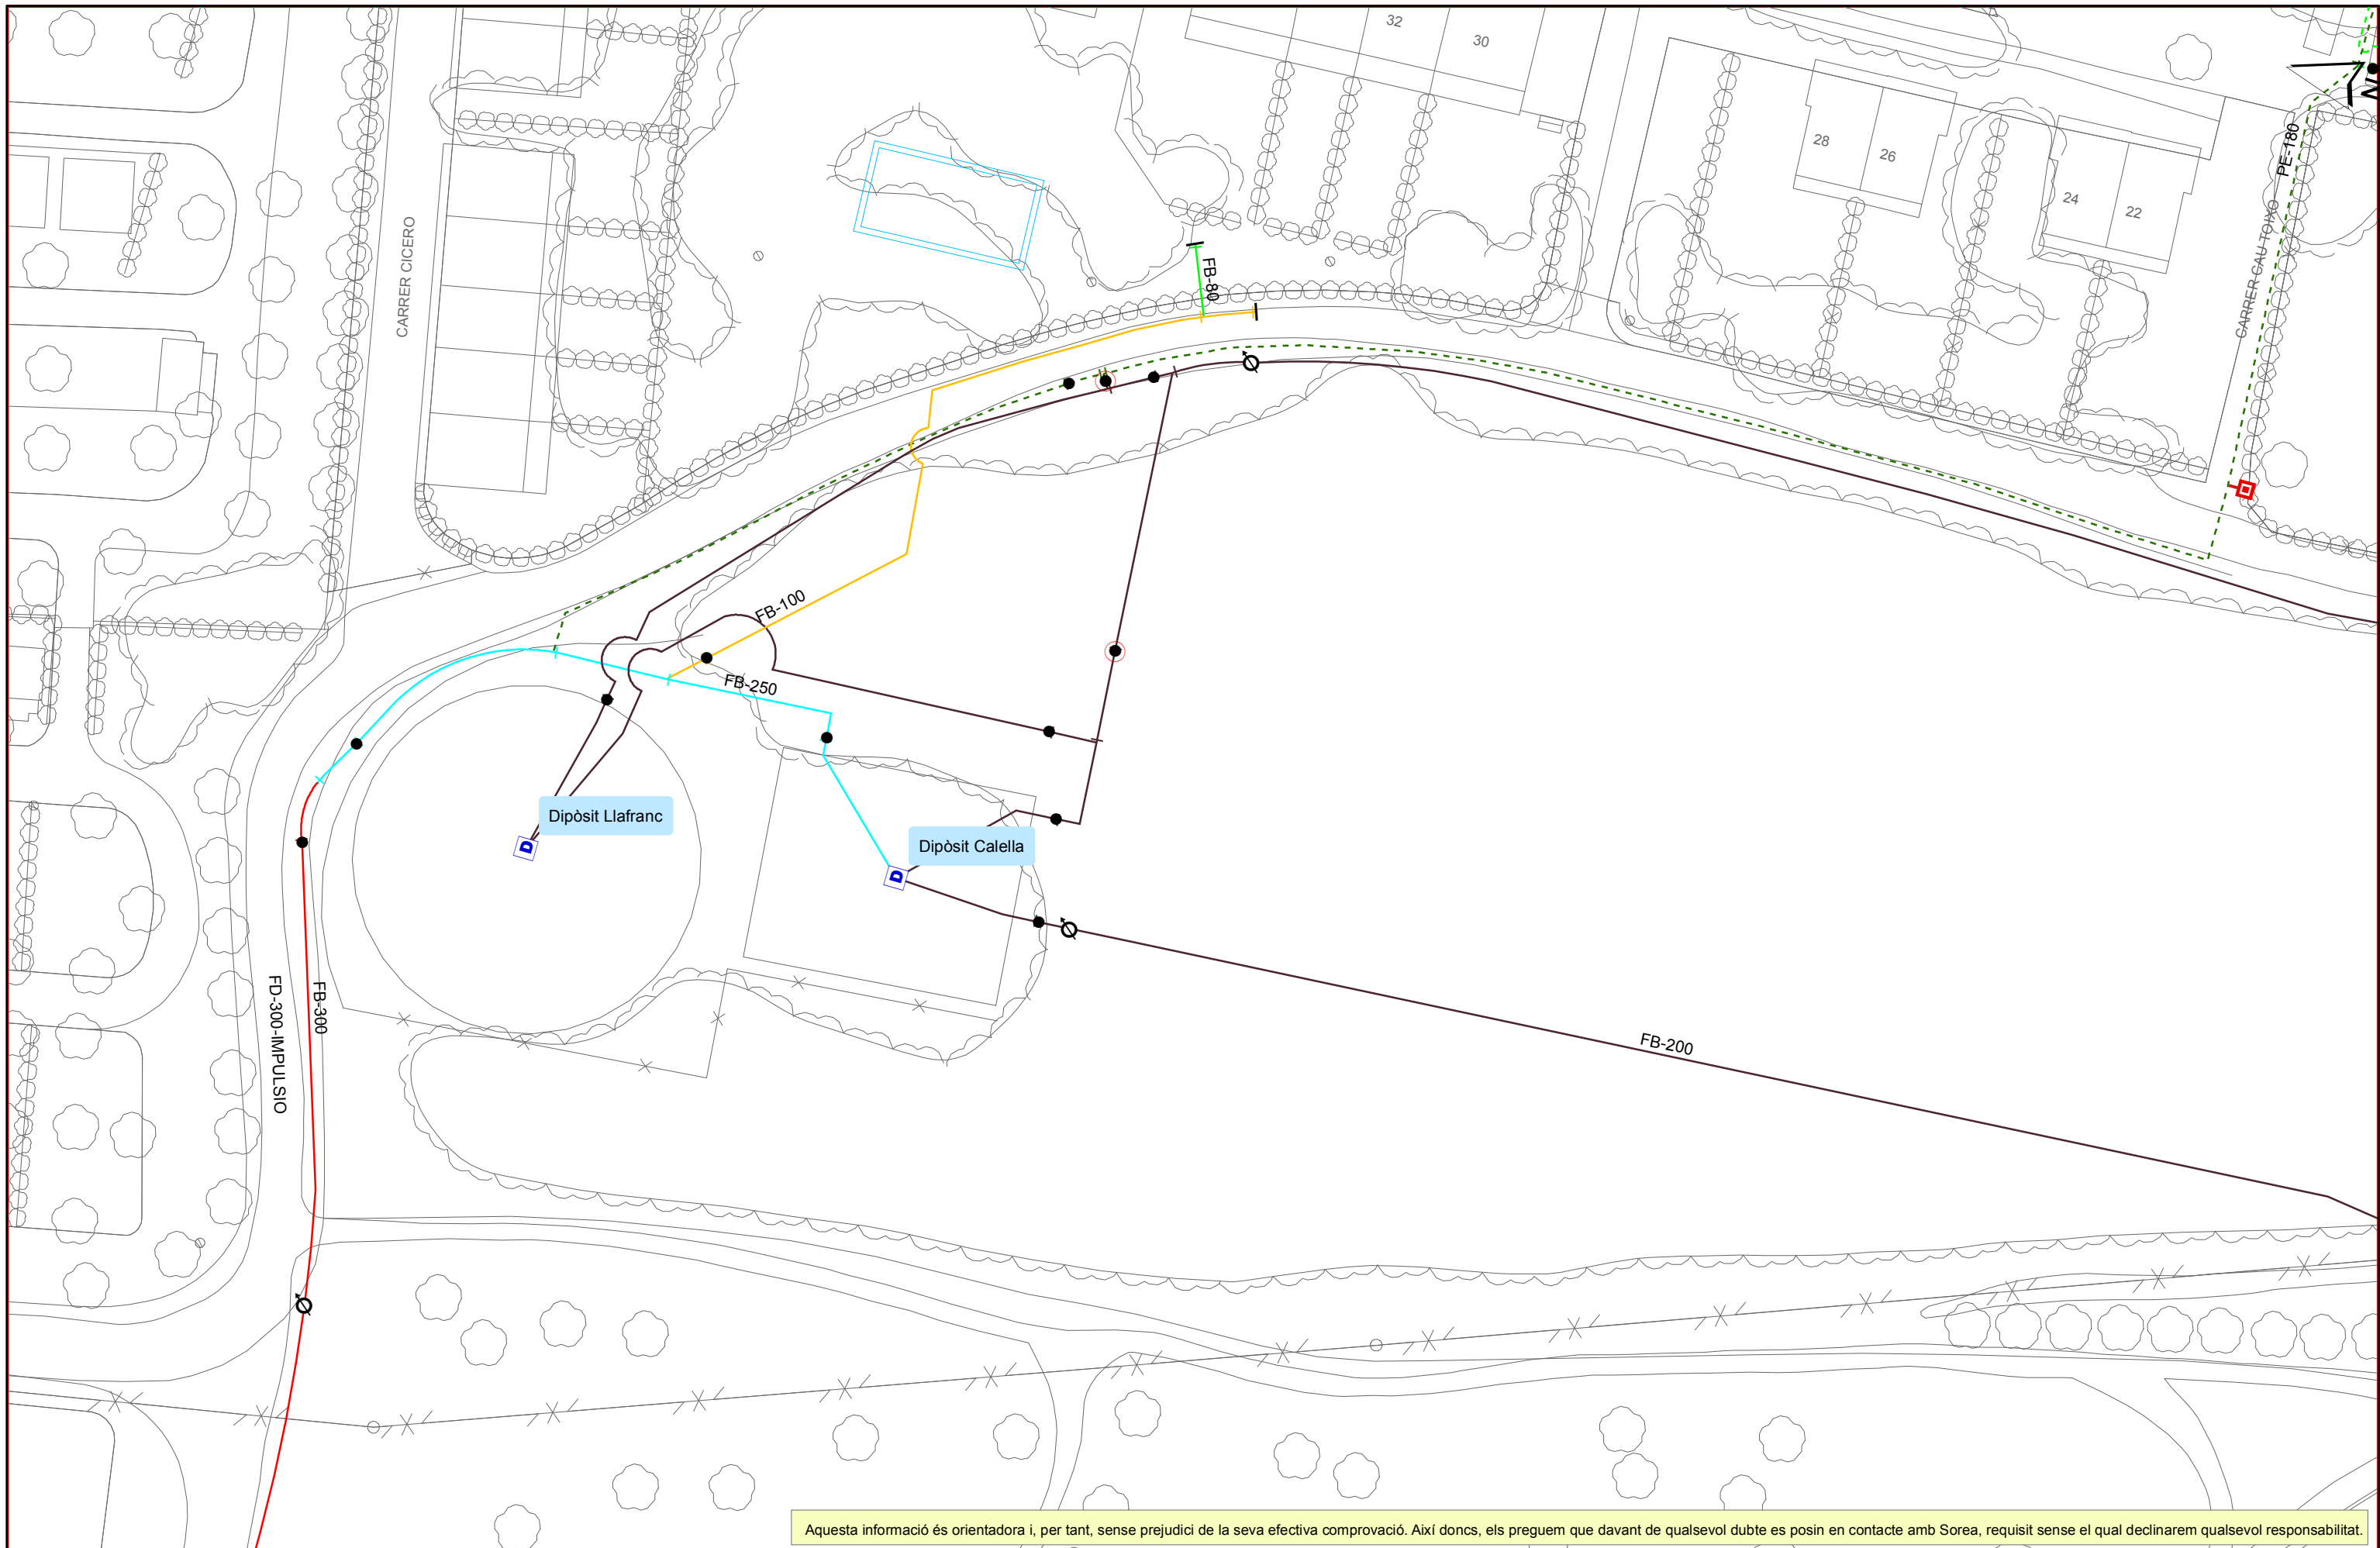 32
30
28
26
24
22
N
PE-180
CARRER CICERO
CARRER CAU TOIXO
FB-80
FB-100
FB-250
Dipòsit Llafranc
D
Dipòsit Calella
D
FD-300-IMPULSIO
FB-300
FB-200
Aquesta informació és orientadora i, per tant, sense prejudici de la seva efectiva comprovació. Així doncs, els preguem que davant de qualsevol dubte es posin en contacte amb Sorea, requisit sense el qual declinarem qualsevol responsabilitat.